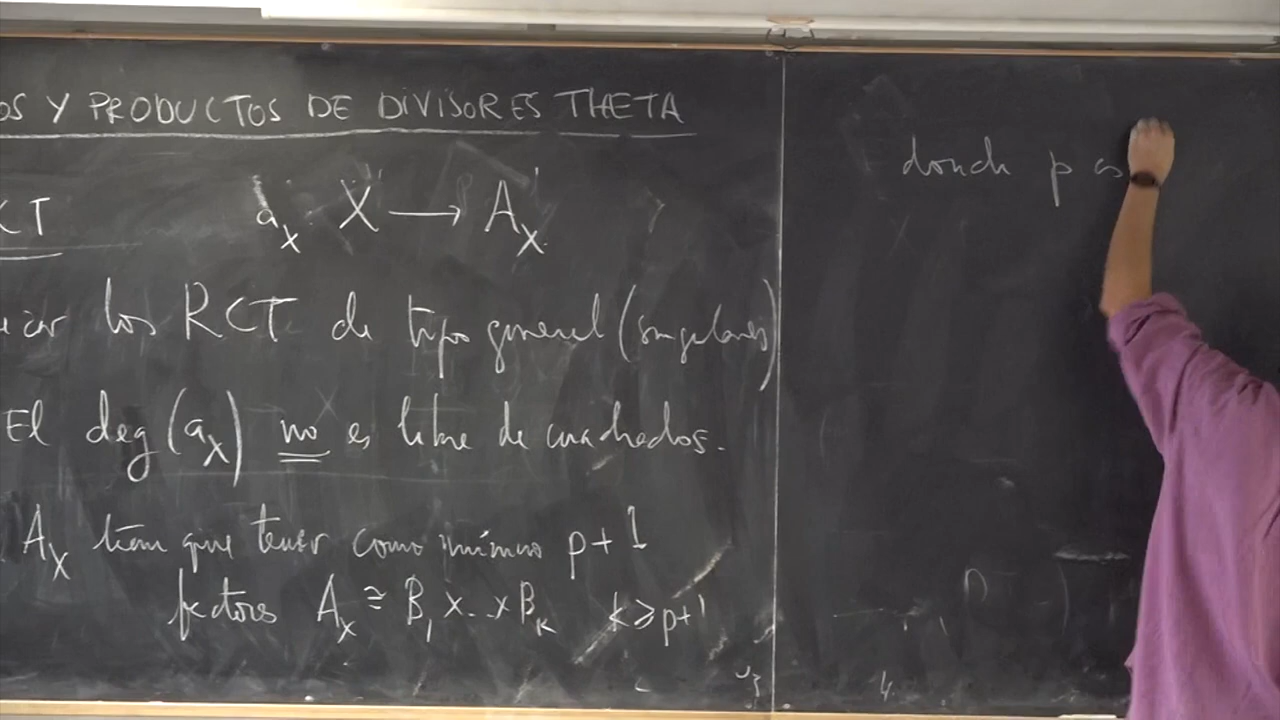 OS Y PRODUCTOS DE DIVISORES THETA
CT a_X X → A_X
los RCT de tipo general (singulares)
El deg(a_X) no es libre de cuadrados.
A_X tiene que tener como mínimo p+1
factores A_X ≅ B_1 x...x B_k k ≥ p+1
donde p es